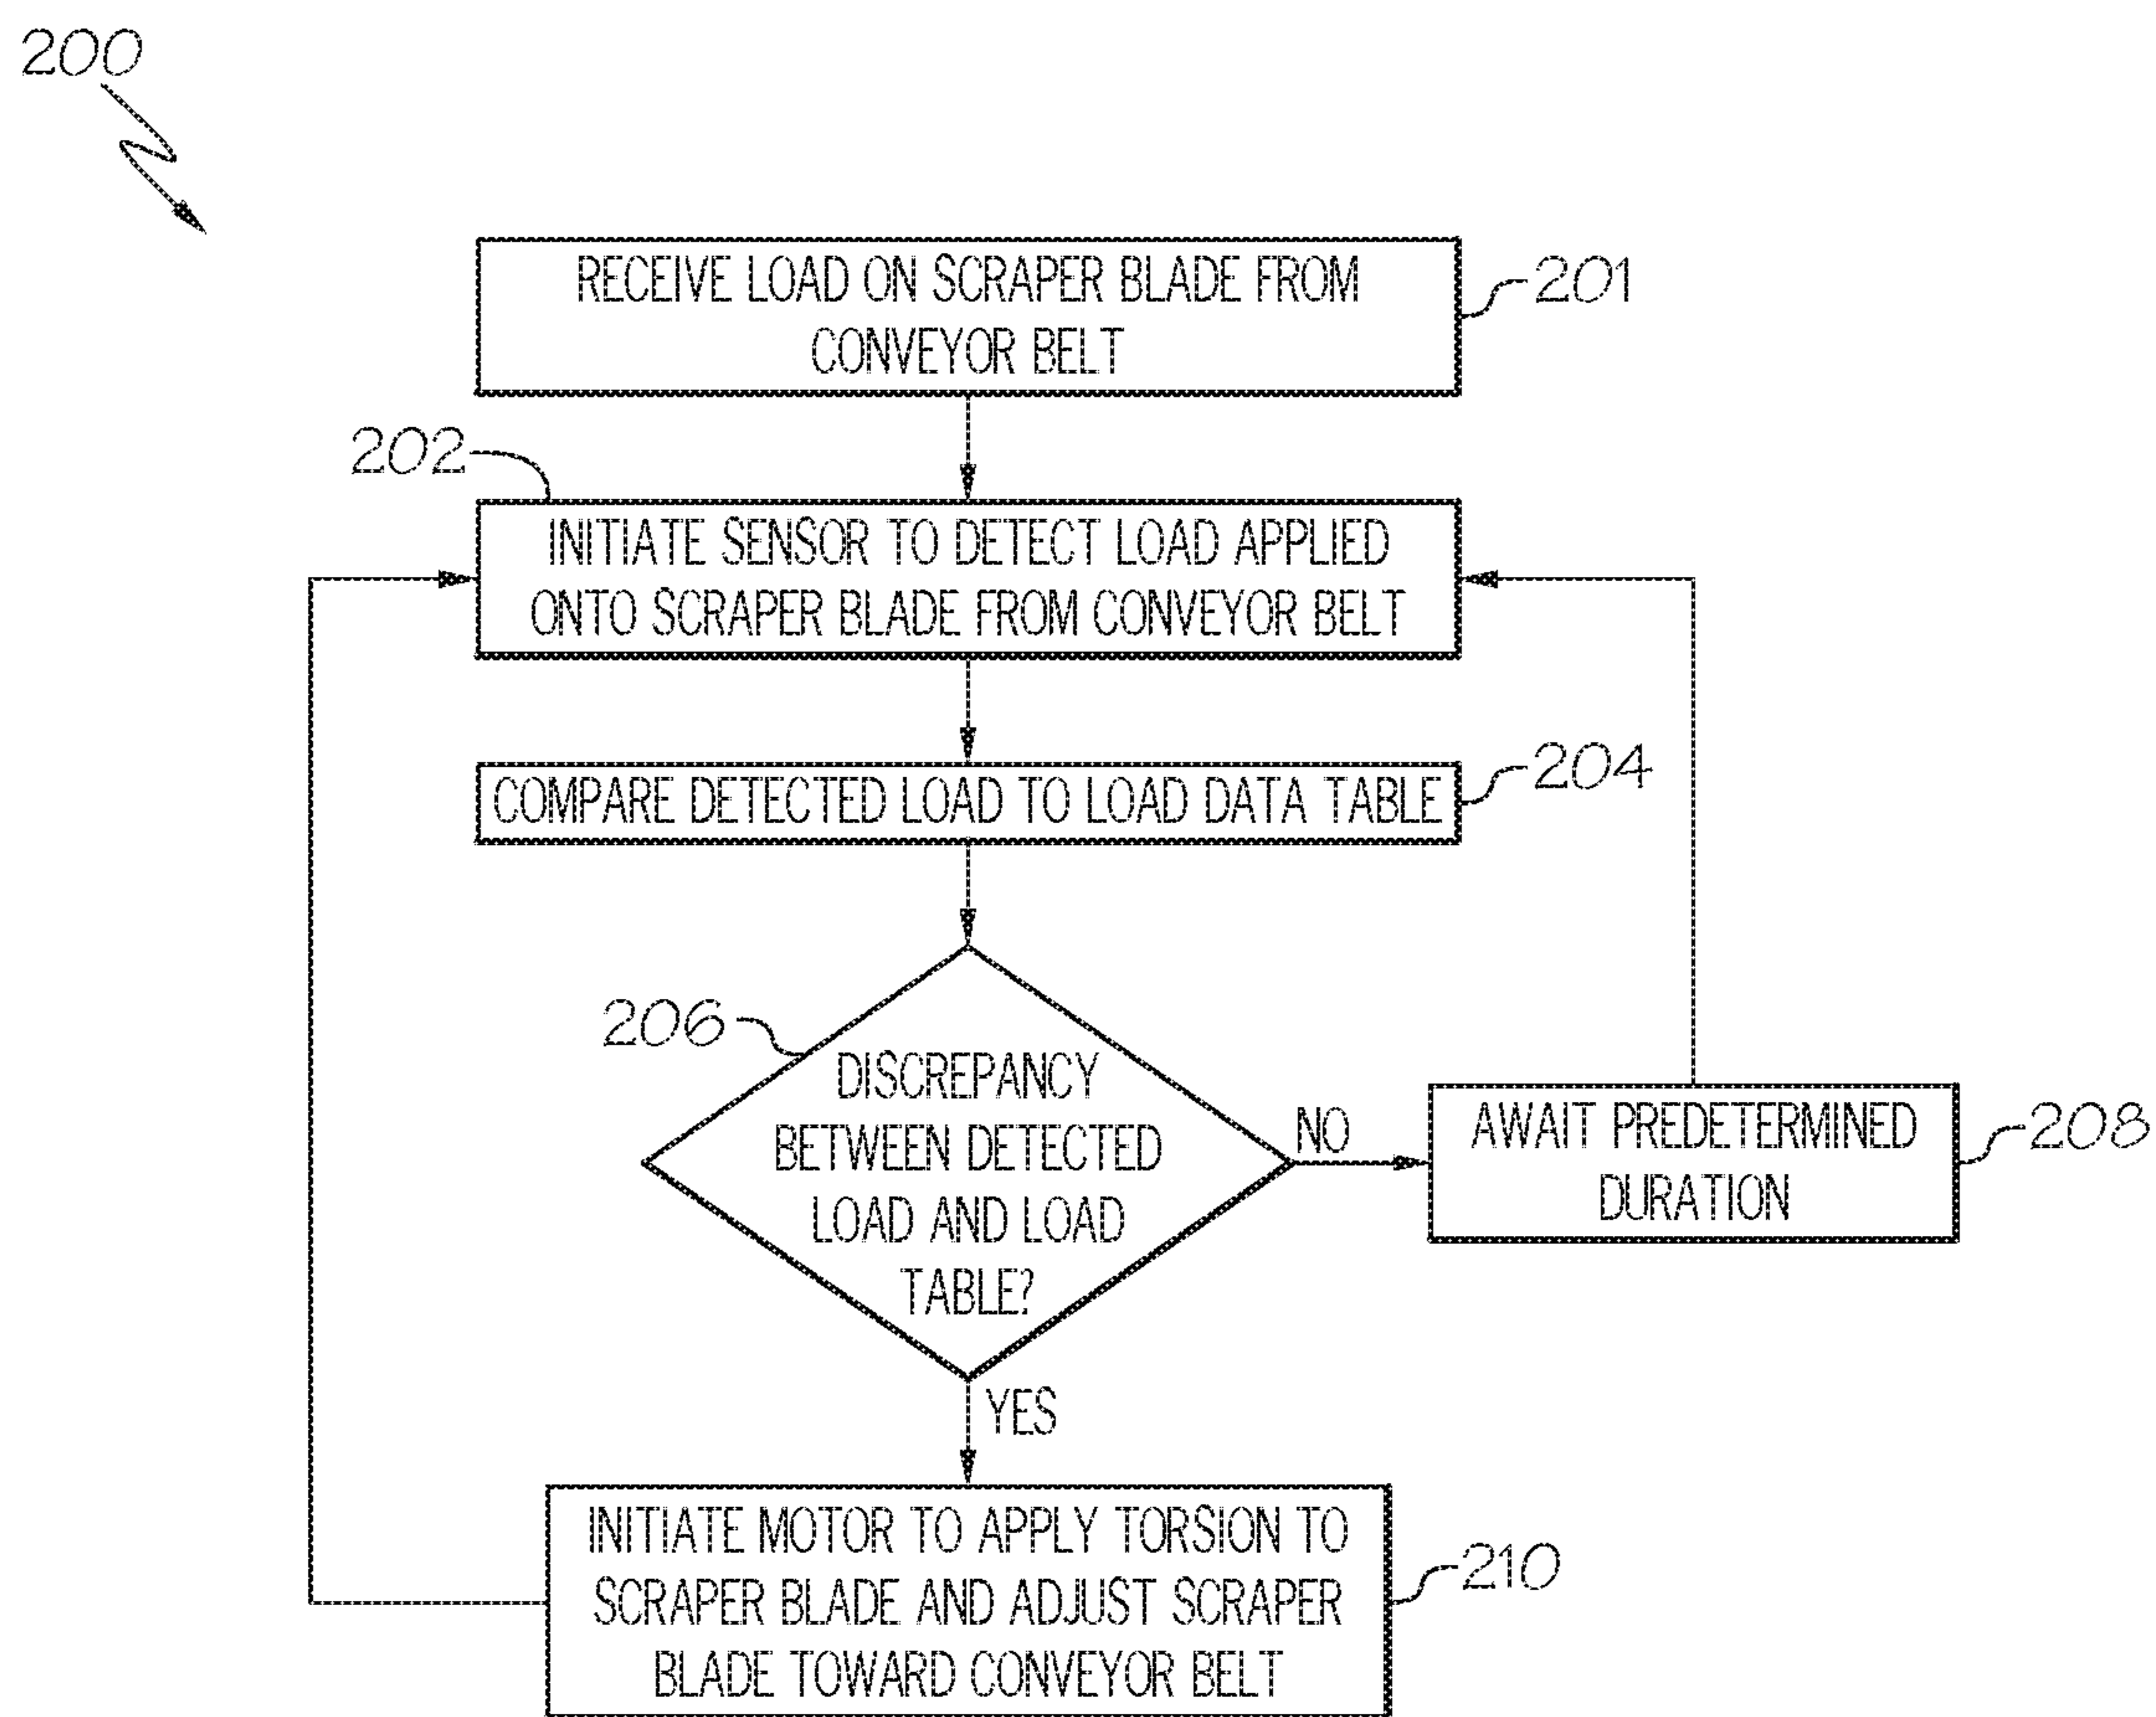 200
RECEIVE LOAD ON SCRAPER BLADE FROM
CONVEYOR BELT
201
202
INITIATE SENSOR TO DETECT LOAD APPLIED
ONTO SCRAPER BLADE FROM CONVEYOR BELT
COMPARE DETECTED LOAD TO LOAD DATA TABLE
204
206
DISCREPANCY
BETWEEN DETECTED
LOAD AND LOAD
TABLE?
NO
AWAIT PREDETERMINED
DURATION
208
YES
INITIATE MOTOR TO APPLY TORSION TO
SCRAPER BLADE AND ADJUST SCRAPER
BLADE TOWARD CONVEYOR BELT
210